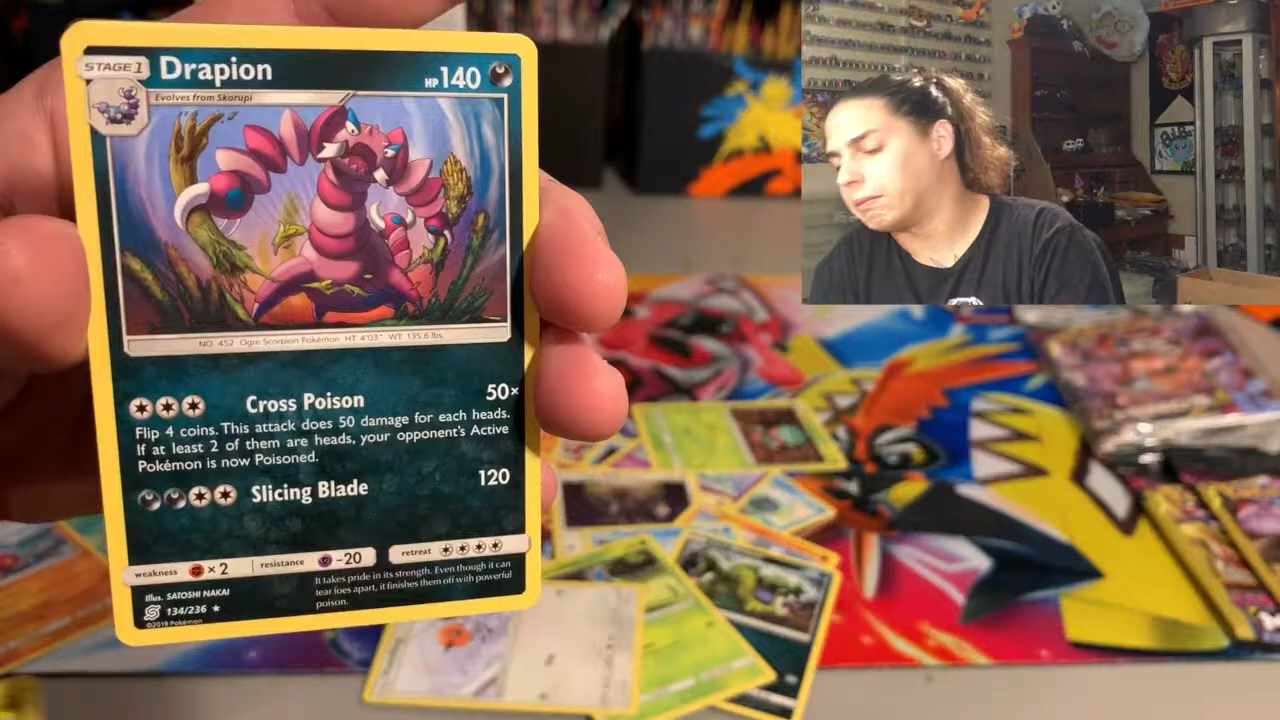 STAGE 1
Drapion
HP 140
Evolves from Skorupi
NO. 452 Ogre Scorpion Pokémon HT: 4'03" WT: 135.6 lbs.
Cross Poison 50×
Flip 4 coins. This attack does 50 damage for each heads.
If at least 2 of them are heads, your opponent's Active
Pokémon is now Poisoned.
Slicing Blade 120
weakness × 2 resistance -20 retreat
It takes pride in its strength. Even though it can
tear foes apart, it finishes them off with powerful
poison.
Illus. SATOSHI NAKAI
134/236 ★
©2019 Pokémon